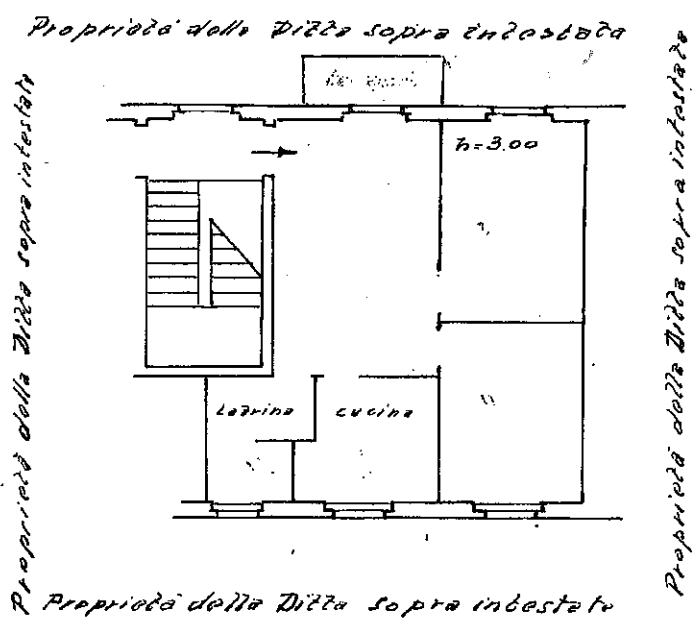 Proprietà della Ditta sopra intestata
Proprietà della Ditta sopra intestata
h=3.00
Latrina
cucina
Proprietà della Ditta sopra intestata
Proprietà della Ditta sopra intestata